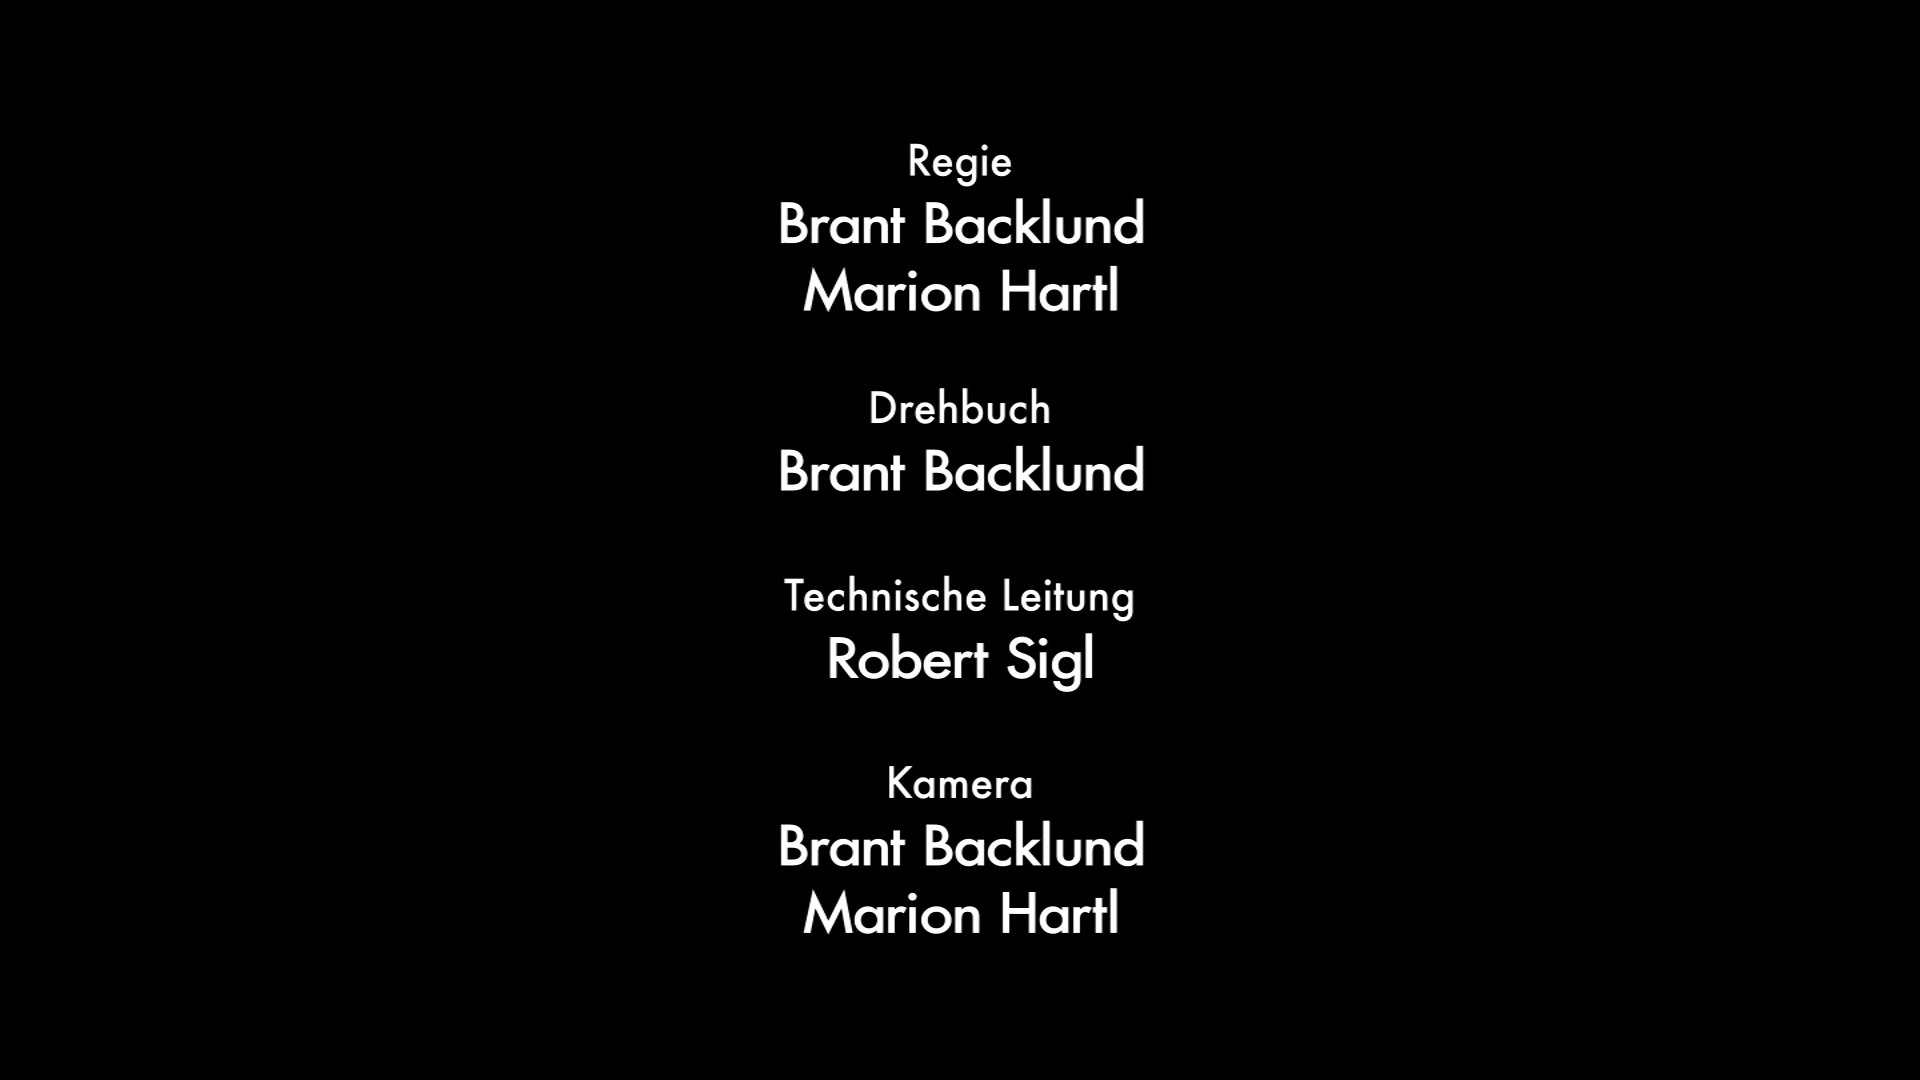 Regie
Brant Backlund
Marion Hartl
Drehbuch
Brant Backlund
Technische Leitung
Robert Sigl
Kamera
Brant Backlund
Marion Hartl